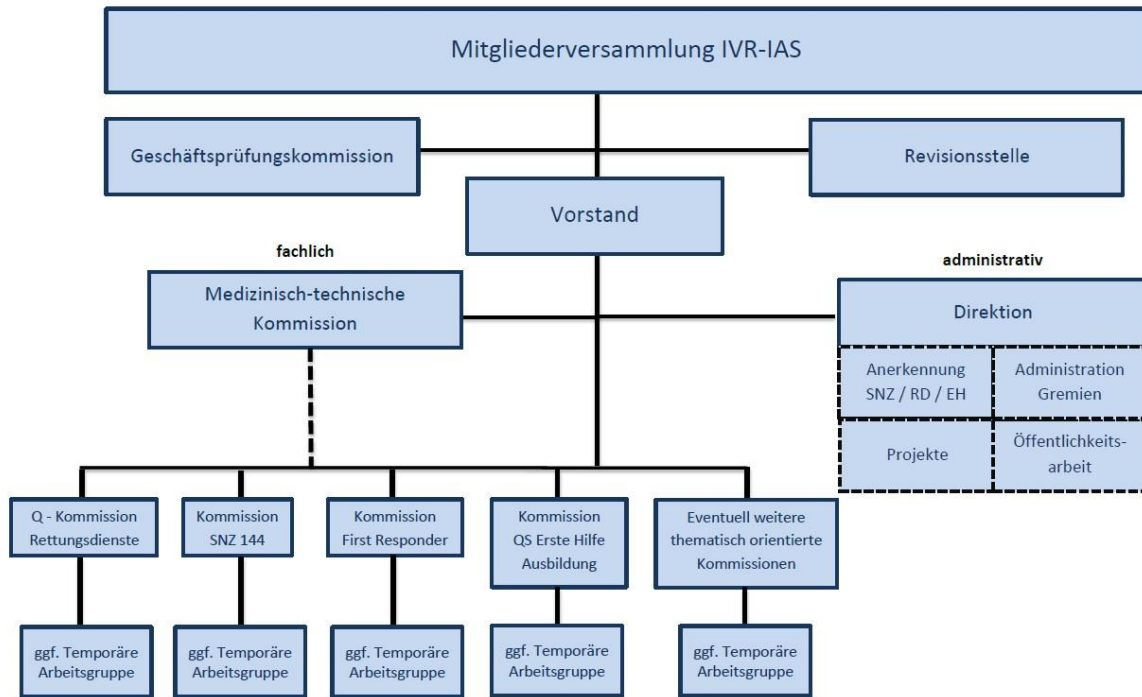 Mitgliederversammlung IVR-IAS
Geschäftsprüfungskommission
Revisionsstelle
Vorstand
fachlich
administrativ
Medizinisch-technische
Kommission
Direktion
Anerkennung
SNZ / RD / EH
Administration
Gremien
Projekte
Öffentlichkeits-
arbeit
Q - Kommission
Rettungsdienste
Kommission
SNZ 144
Kommission
First Responder
Kommission
QS Erste Hilfe
Ausbildung
Eventuell weitere
thematisch orientierte
Kommissionen
ggf. Temporäre
Arbeitsgruppe
ggf. Temporäre
Arbeitsgruppe
ggf. Temporäre
Arbeitsgruppe
ggf. Temporäre
Arbeitsgruppe
ggf. Temporäre
Arbeitsgruppe